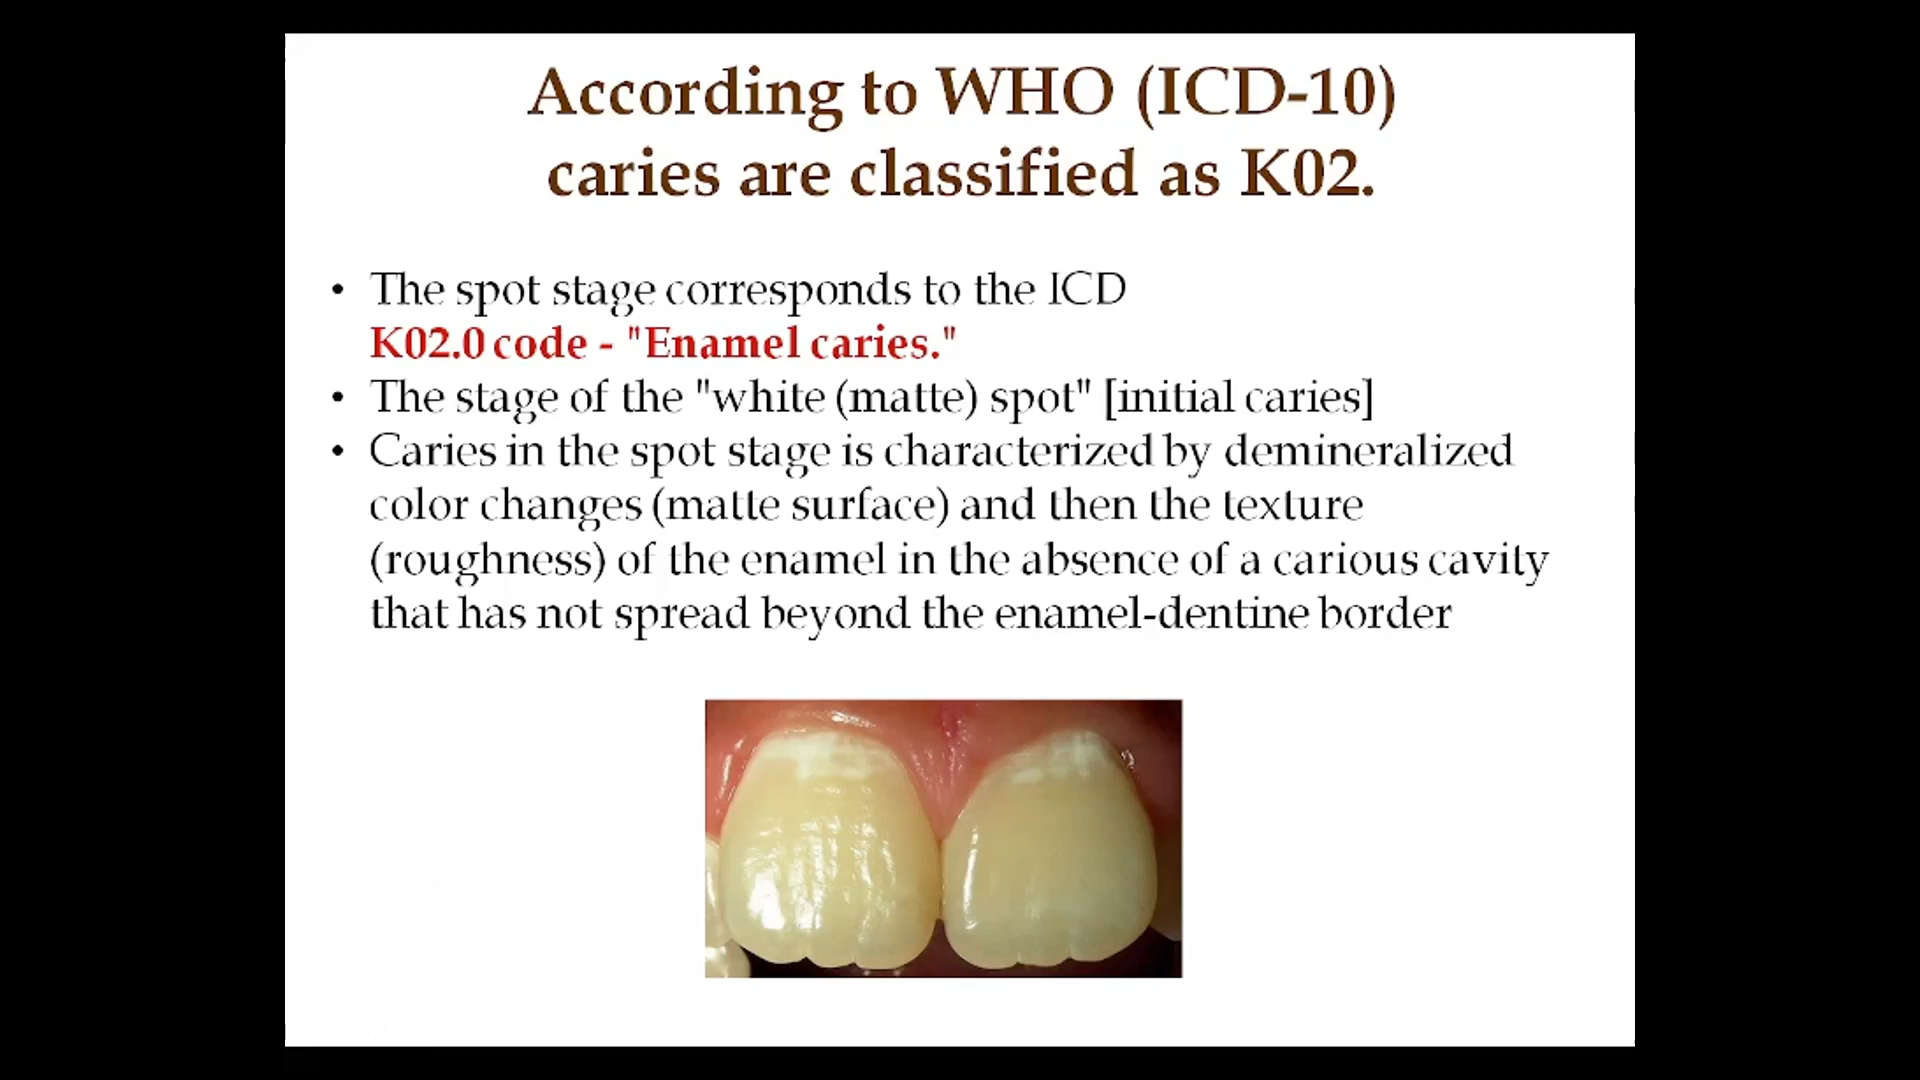 According to WHO (ICD-10)
caries are classified as K02.
• The spot stage corresponds to the ICD
K02.0 code - "Enamel caries."
• The stage of the "white (matte) spot" [initial caries]
• Caries in the spot stage is characterized by demineralized
color changes (matte surface) and then the texture
(roughness) of the enamel in the absence of a carious cavity
that has not spread beyond the enamel-dentine border